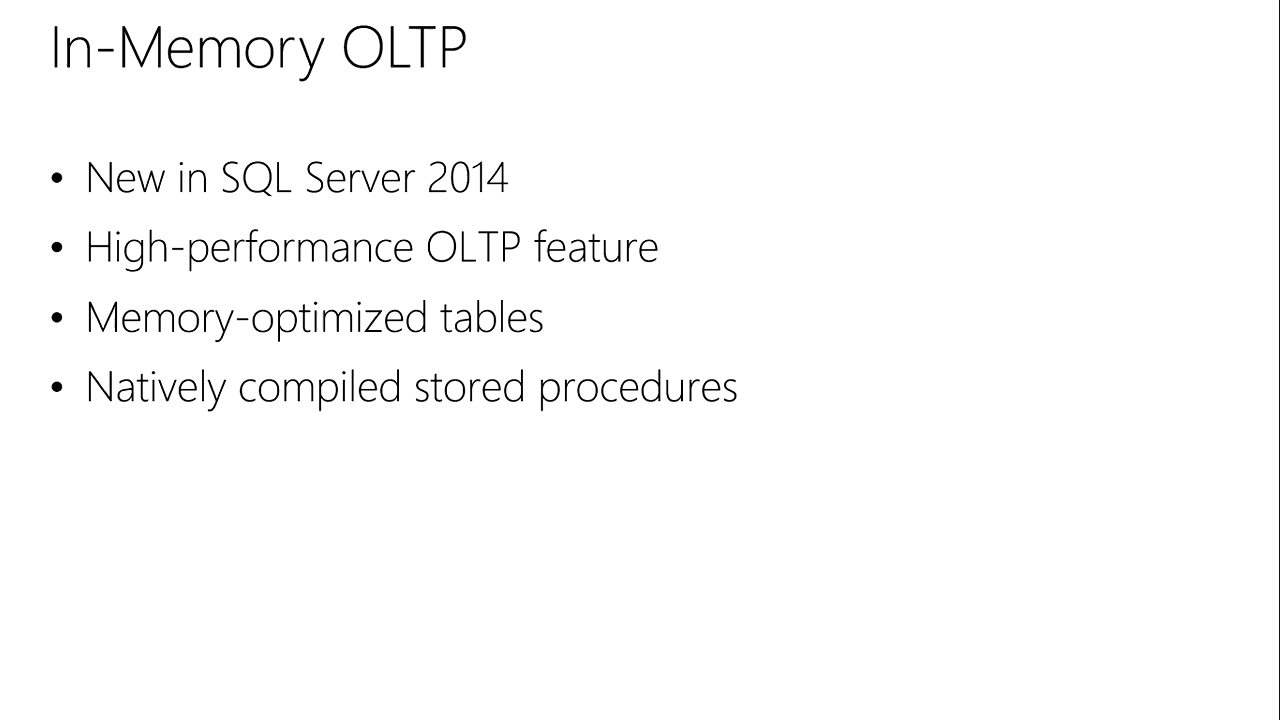 In-Memory OLTP
• New in SQL Server 2014
• High-performance OLTP feature
• Memory-optimized tables
• Natively compiled stored procedures